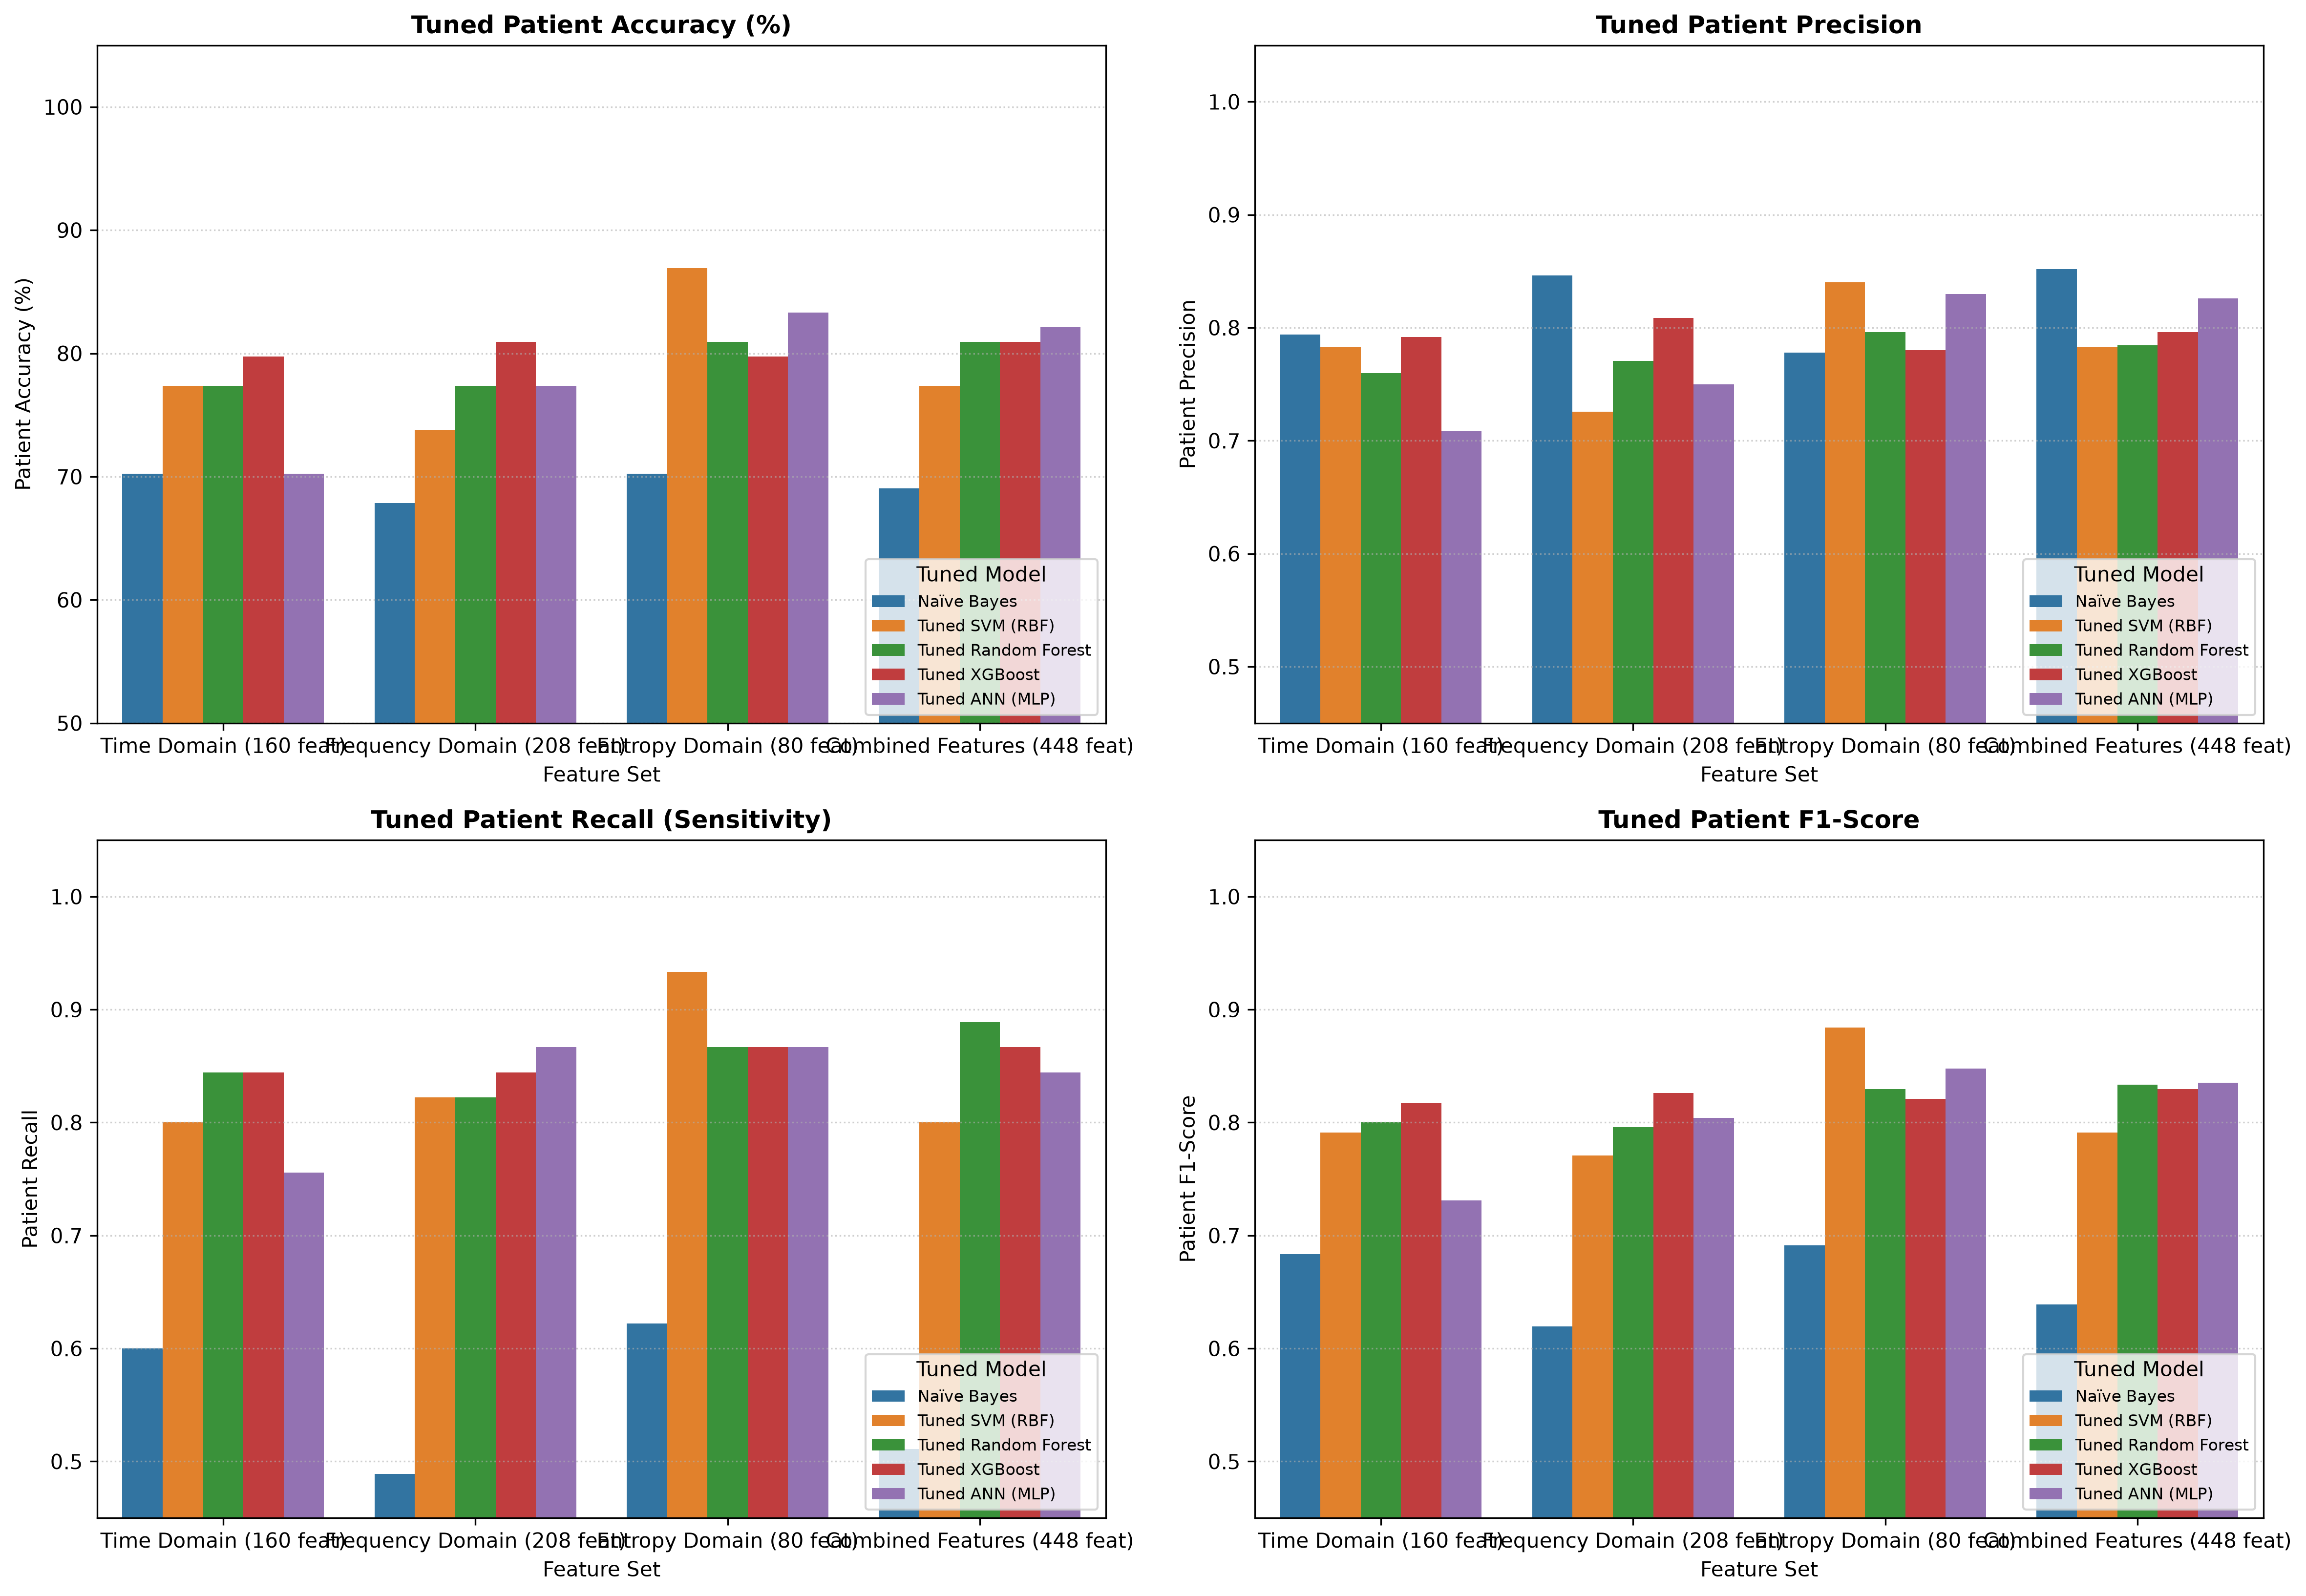 Tuned Patient Accuracy (%)
Patient Accuracy (%)
100
90
80
70
60
50
Tuned Model
Naïve Bayes
Tuned SVM (RBF)
Tuned Random Forest
Tuned XGBoost
Tuned ANN (MLP)
Time Domain (160 feat)
Frequency Domain (208 feat)
Entropy Domain (80 feat)
Combined Features (448 feat)
Feature Set
Tuned Patient Precision
Patient Precision
1.0
0.9
0.8
0.7
0.6
0.5
Tuned Model
Naïve Bayes
Tuned SVM (RBF)
Tuned Random Forest
Tuned XGBoost
Tuned ANN (MLP)
Time Domain (160 feat)
Frequency Domain (208 feat)
Entropy Domain (80 feat)
Combined Features (448 feat)
Feature Set
Tuned Patient Recall (Sensitivity)
Patient Recall
1.0
0.9
0.8
0.7
0.6
0.5
Tuned Model
Naïve Bayes
Tuned SVM (RBF)
Tuned Random Forest
Tuned XGBoost
Tuned ANN (MLP)
Time Domain (160 feat)
Frequency Domain (208 feat)
Entropy Domain (80 feat)
Combined Features (448 feat)
Feature Set
Tuned Patient F1-Score
Patient F1-Score
1.0
0.9
0.8
0.7
0.6
0.5
Tuned Model
Naïve Bayes
Tuned SVM (RBF)
Tuned Random Forest
Tuned XGBoost
Tuned ANN (MLP)
Time Domain (160 feat)
Frequency Domain (208 feat)
Entropy Domain (80 feat)
Combined Features (448 feat)
Feature Set